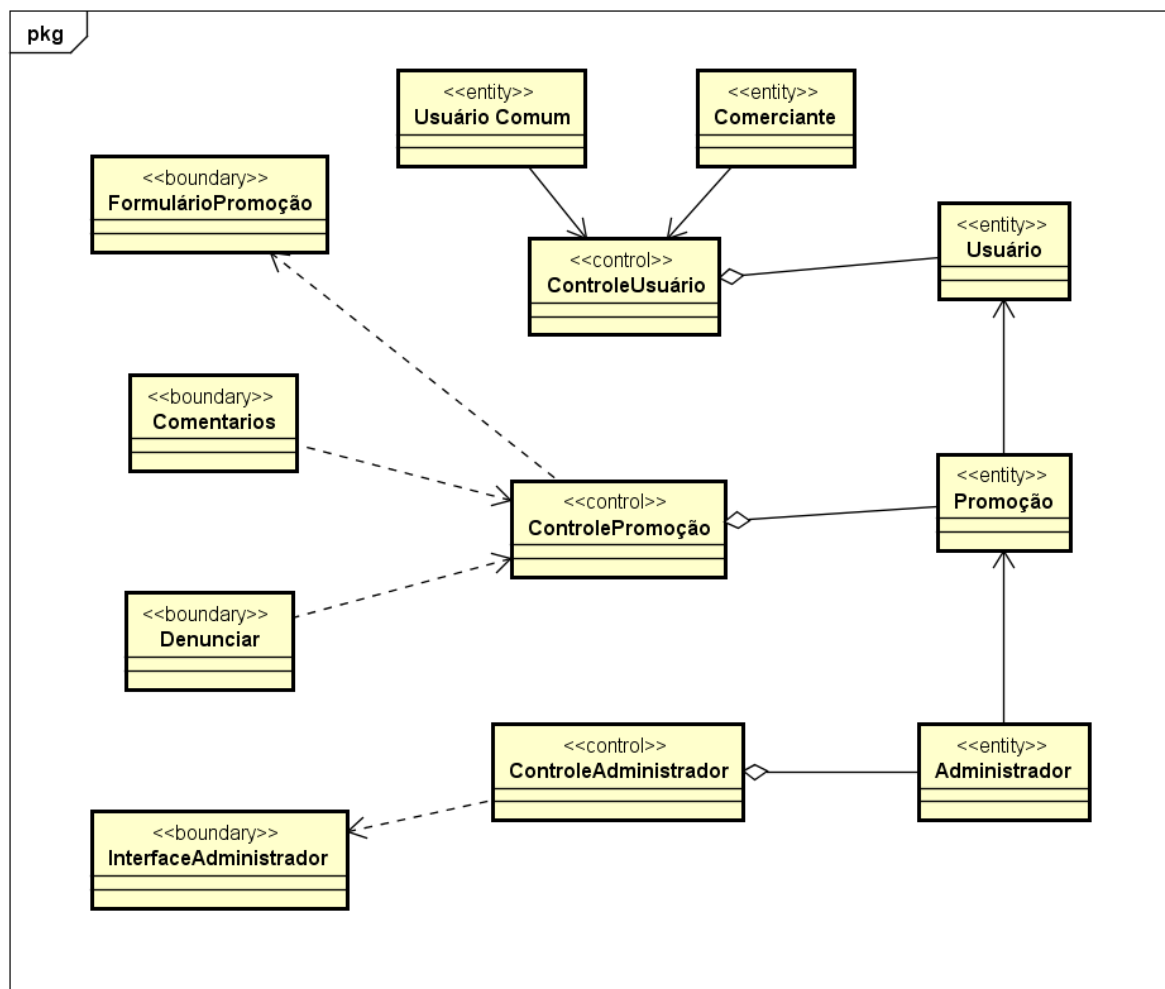 pkg
<<entity>>
Usuário Comum
<<entity>>
Comerciante
<<boundary>>
FormulárioPromoção
<<entity>>
Usuário
<<control>>
ControleUsuário
<<boundary>>
Comentarios
<<entity>>
Promoção
<<control>>
ControlePromoção
<<boundary>>
Denunciar
<<control>>
ControleAdministrador
<<entity>>
Administrador
<<boundary>>
InterfaceAdministrador